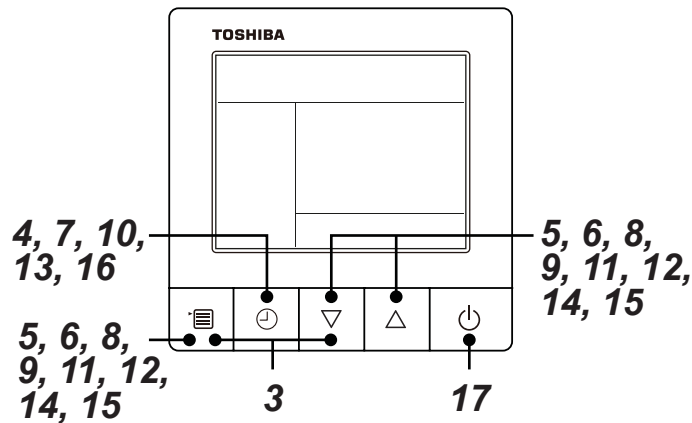 TOSHIBA
4, 7, 10,
13, 16
5, 6, 8,
9, 11, 12,
14, 15
5, 6, 8,
9, 11, 12,
14, 15
3
17